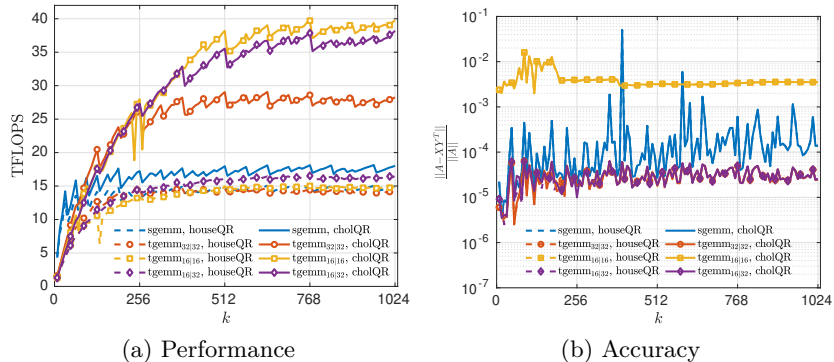 40
35
30
25
20
15
10
5
0
TFLOPS
0 256 512 768 1024
k
sgemm, houseQR
tgemm32|32, houseQR
tgemm16|16, houseQR
tgemm16|32, houseQR
sgemm, cholQR
tgemm32|32, cholQR
tgemm16|16, cholQR
tgemm16|32, cholQR
(a) Performance
10^-1
10^-2
10^-3
10^-4
10^-5
10^-6
10^-7
||A−XY^T||
||A||
0 256 512 768 1024
k
sgemm, houseQR
tgemm32|32, houseQR
tgemm16|16, houseQR
tgemm16|32, houseQR
sgemm, cholQR
tgemm32|32, cholQR
tgemm16|16, cholQR
tgemm16|32, cholQR
(b) Accuracy